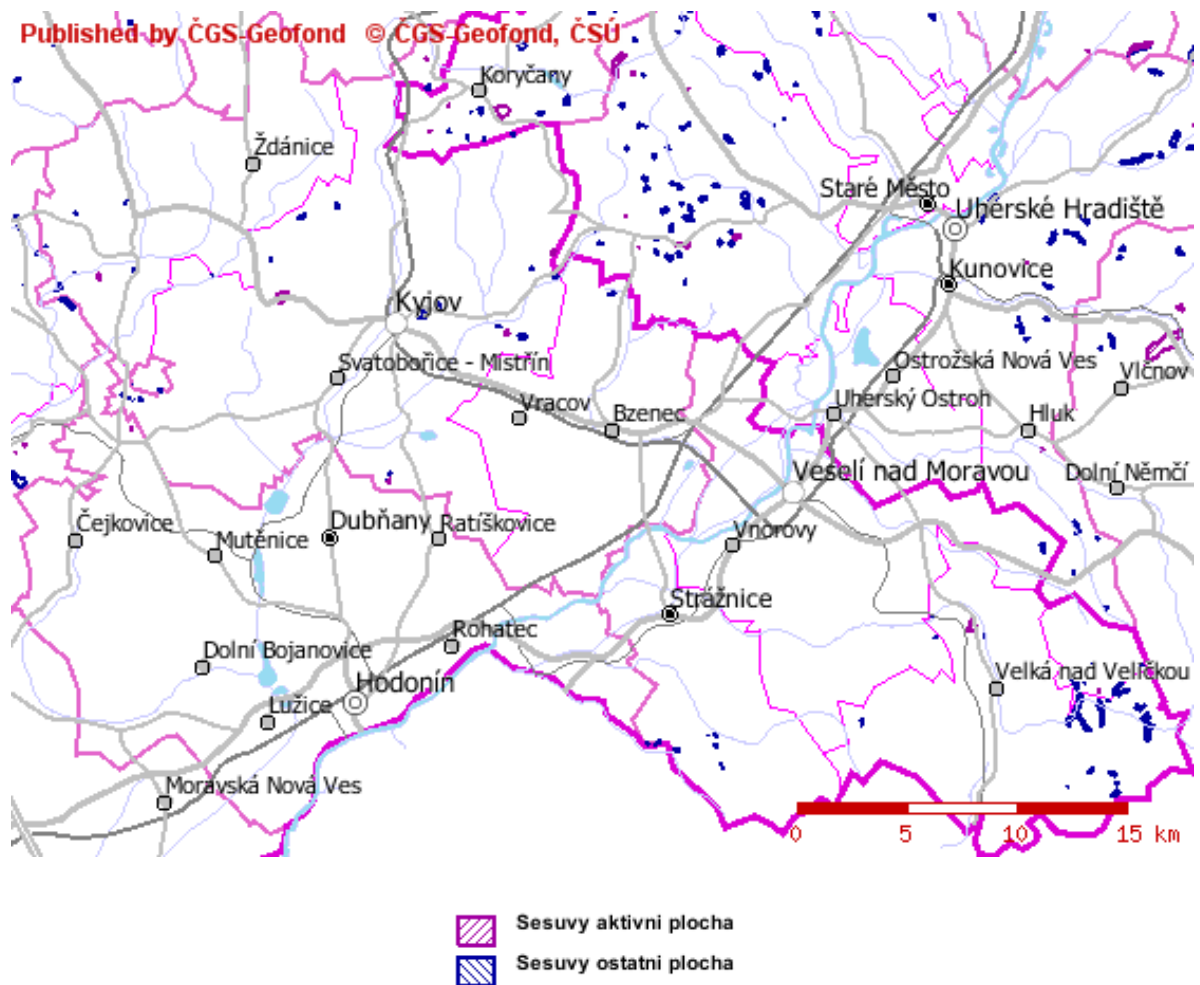 Published by ČGS-Geofond © ČGS-Geofond, ČSÚ
Koryčany
Ždánice
Staré Město
Uherské Hradiště
Kunovice
Kyjov
Svatobořice - Mistřín
Ostrožská Nová Ves
Vlčnov
Vracov
Bzenec
Uherský Ostroh
Hluk
Veselí nad Moravou
Dolní Němčí
Čejkovice
Mutěnice
Dubňany
Ratíškovice
Vnorovy
Strážnice
Rohatec
Dolní Bojanovice
Velká nad Veličkou
Hodonín
Lužice
Moravská Nová Ves
0 5 10 15 km
Sesuvy aktivni plocha
Sesuvy ostatni plocha